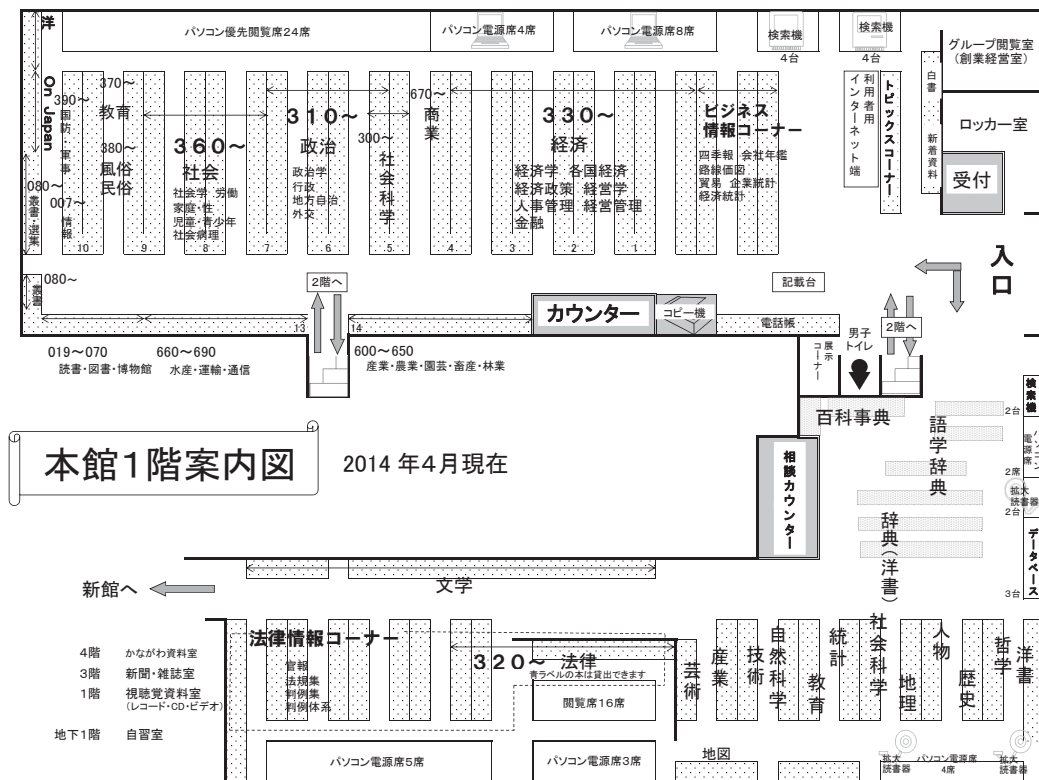 洋
On Japan
パソコン優先閲覧席24席
パソコン電源席4席
パソコン電源席8席
検索機
4台
検索機
4台
グループ閲覧室
(創業経営室)
ロッカー室
受付
白書
新着資料
トピックスコーナー
利用者用
インターネット端
入口
370～
390～
教育
国防
軍事
380～
風俗
民俗
080～
007～
情報
叢書・選集
360～
社会
社会学 労働
家庭・性
児童・青少年
社会病理
310～
政治
政治学
行政
地方自治
外交
300～
社会科学
670～
商業
330～
経済
経済学 各国経済
経済政策 経営学
人事管理 経営管理
金融
ビジネス
情報コーナー
四季報 会社年鑑
路線価図
貿易 企業統計
経済統計
10
9
8
7
6
5
4
3
2
1
080～
叢書
2階へ
13
14
カウンター
コピー機
記載台
電話帳
2階へ
男子
トイレ
展示
コーナー
019～070
読書・図書・博物館
660～690
水産・運輸・通信
600～650
産業・農業・園芸・畜産・林業
本館1階案内図
2014年4月現在
百科事典
語学辞典
辞典(洋書)
相談カウンター
検索機
2台
パソコン
電源席
2席
拡大
読書器
2台
データベース
3台
新館へ
文学
4階 かながわ資料室
3階 新聞・雑誌室
1階 視聴覚資料室
(レコード・CD・ビデオ)
地下1階 自習室
法律情報コーナー
官報
法規集
判例集
判例体系
320～ 法律
青ラベルの本は貸出できます
閲覧席16席
パソコン電源席5席
パソコン電源席3席
芸術
産業
技術
自然科学
教育
統計
社会科学
地理
人物
歴史
哲学
洋書
地図
拡大
読書器
パソコン電源席
4席
拡大
読書器